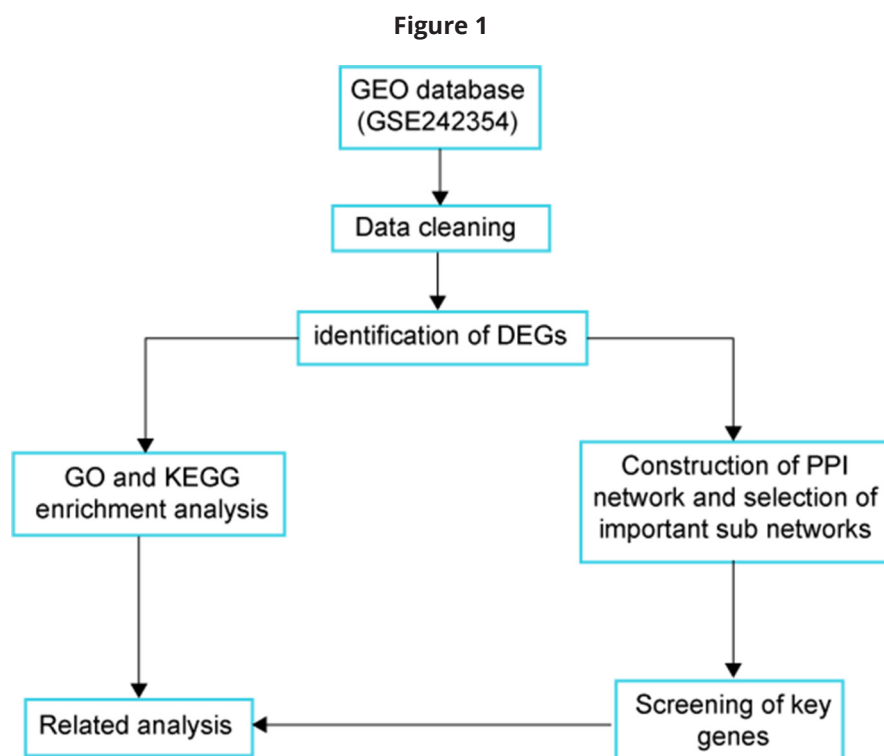 Figure 1
GEO database
(GSE242354)
Data cleaning
identification of DEGs
GO and KEGG
enrichment analysis
Construction of PPI
network and selection of
important sub networks
Related analysis
Screening of key
genes